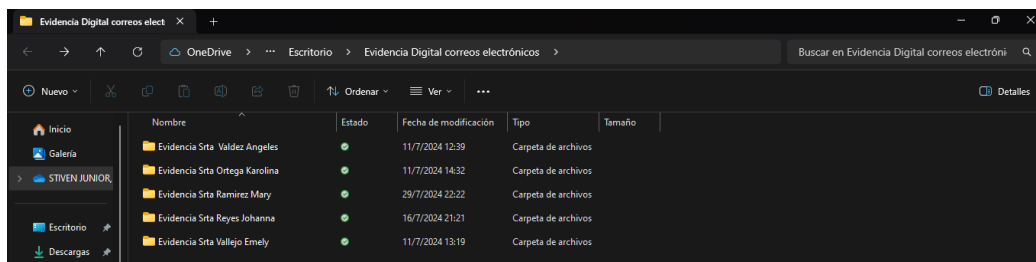 Evidencia Digital correos elect
OneDrive > ... Escritorio > Evidencia Digital correos electrónicos >
Buscar en Evidencia Digital correos electróni
Nuevo
Ordenar
Ver
...
Detalles
Inicio
Galería
STIVEN JUNIOR,
Escritorio
Descargas
Nombre Estado Fecha de modificación Tipo Tamaño
Evidencia Srta Valdez Angeles 11/7/2024 12:39 Carpeta de archivos
Evidencia Srta Ortega Karolina 11/7/2024 14:32 Carpeta de archivos
Evidencia Srta Ramirez Mary 29/7/2024 22:22 Carpeta de archivos
Evidencia Srta Reyes Johanna 16/7/2024 21:21 Carpeta de archivos
Evidencia Srta Vallejo Emely 11/7/2024 13:19 Carpeta de archivos